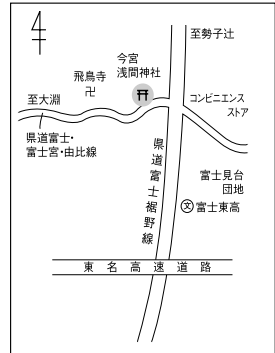 至勢子辻
今宮
浅間神社
飛鳥寺
卍
至大淵
コンビニエンス
ストア
県道富士・
富士宮・由比線
県道富士裾野線
富士見台
団地
文 富士東高
東名高速道路